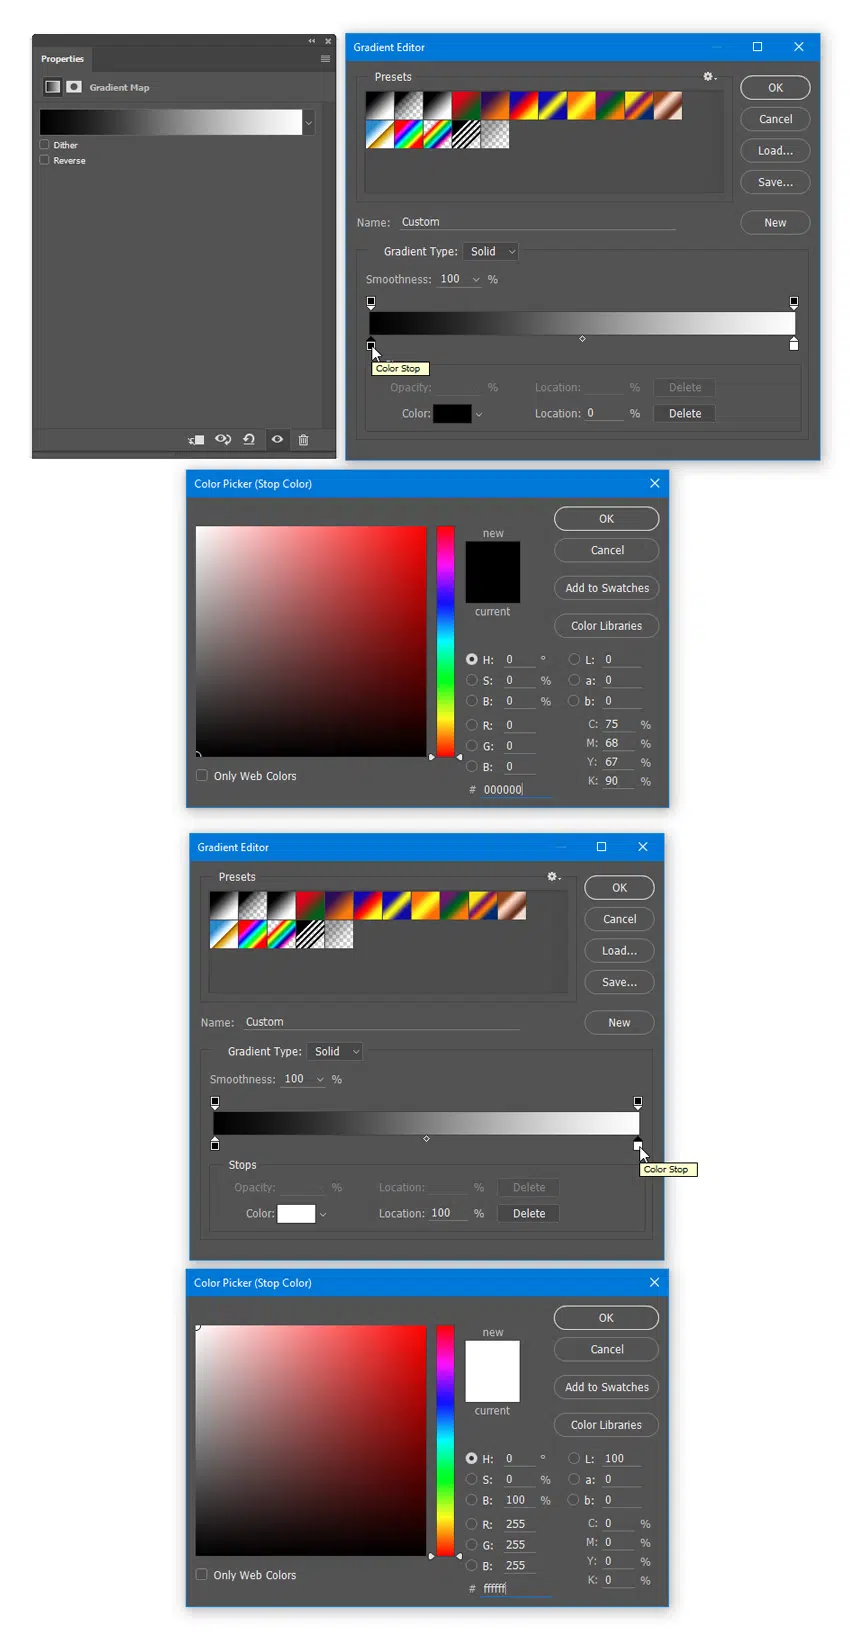 Properties
Gradient Map
Dither
Reverse
Gradient Editor
Presets
OK
Cancel
Load...
Save...
Name: Custom
New
Gradient Type: Solid
Smoothness: 100 %
Color Stop
Opacity: % Location: % Delete
Color: Location: 0 % Delete
Color Picker (Stop Color)
new
current
OK
Cancel
Add to Swatches
Color Libraries
H: 0 ° L: 0
S: 0 % a: 0
B: 0 % b: 0
R: 0 C: 75 %
G: 0 M: 68 %
B: 0 Y: 67 %
K: 90 %
# 000000
Only Web Colors
Gradient Editor
Presets
OK
Cancel
Load...
Save...
Name: Custom
New
Gradient Type: Solid
Smoothness: 100 %
Color Stop
Stops
Opacity: % Location: % Delete
Color: Location: 100 % Delete
Color Picker (Stop Color)
new
current
OK
Cancel
Add to Swatches
Color Libraries
H: 0 ° L: 100
S: 0 % a: 0
B: 100 % b: 0
R: 255 C: 0 %
G: 255 M: 0 %
B: 255 Y: 0 %
K: 0 %
# ffffff
Only Web Colors